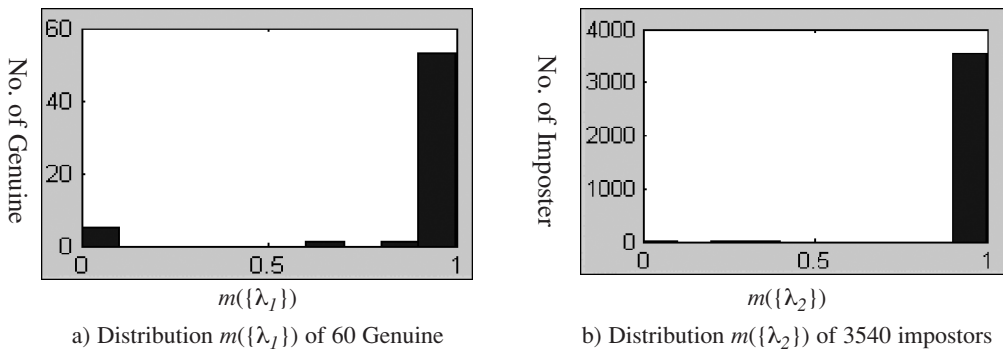 No. of Genuine
60
40
20
0
0
0.5
1
m({λ1})
a) Distribution m({λ1}) of 60 Genuine
No. of Imposter
4000
3000
2000
1000
0
0
0.5
1
m({λ2})
b) Distribution m({λ2}) of 3540 impostors